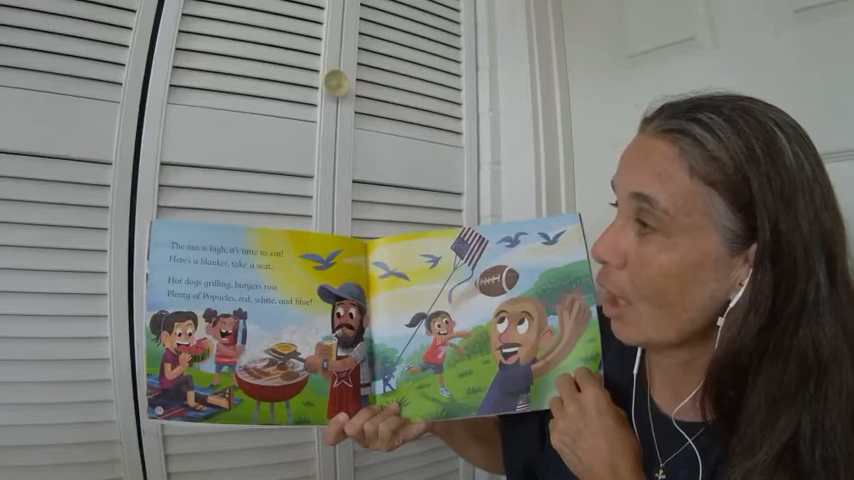 The sun is high, it's time to eat!
Here's a blanket, take a seat.
Hot dogs grilling, burgers too.
Plenty of Popsicles, red, white, and blue!